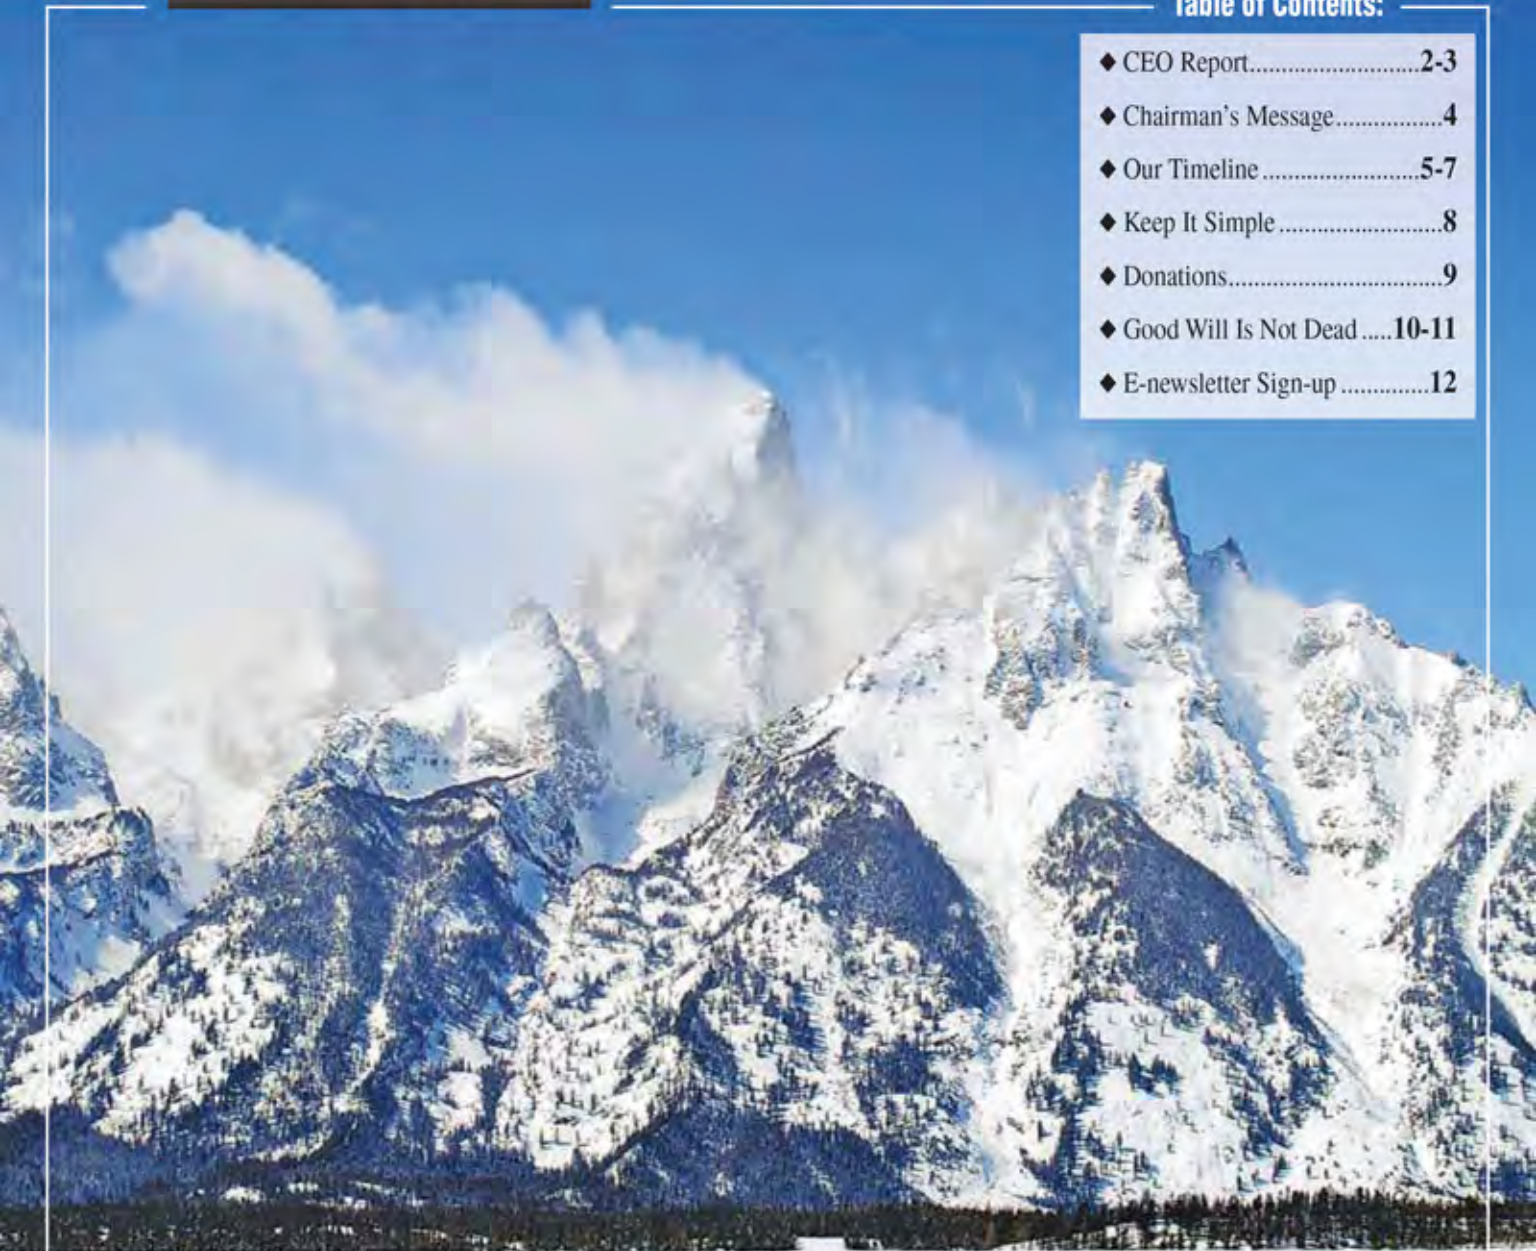 Table of Contents:
◆ CEO Report...........................2-3
◆ Chairman's Message.................4
◆ Our Timeline.........................5-7
◆ Keep It Simple..........................8
◆ Donations..................................9
◆ Good Will Is Not Dead.....10-11
◆ E-newsletter Sign-up..............12